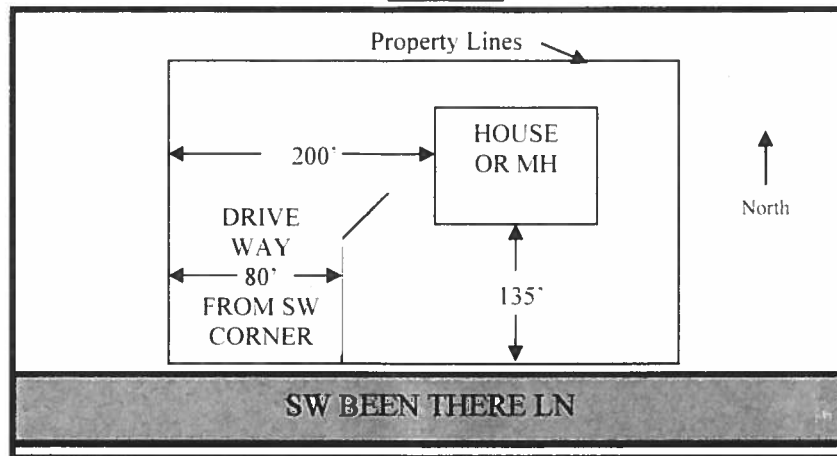 Property Lines
HOUSE
OR MH
200'
North
DRIVE
WAY
80'
FROM SW
CORNER
135'
SW BEEN THERE LN